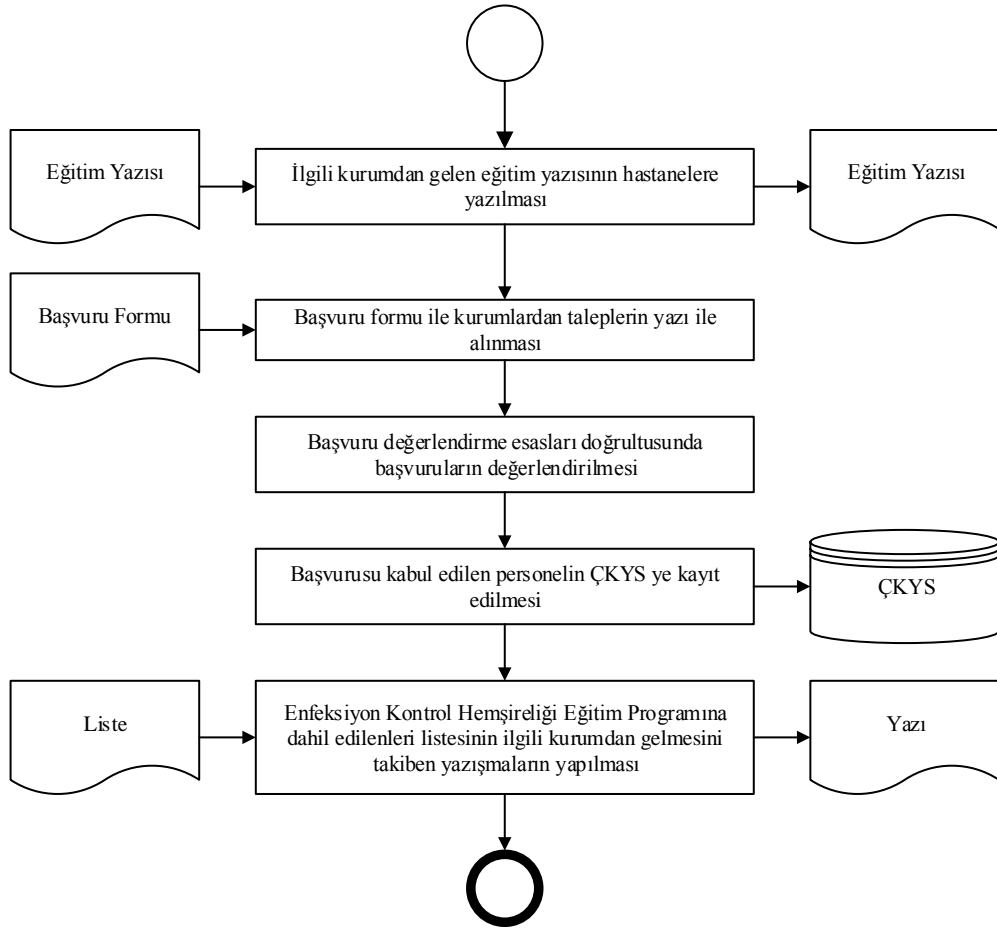 Eğitim Yazısı
İlgili kurumdan gelen eğitim yazısının hastanelere
yazılması
Eğitim Yazısı
Başvuru Formu
Başvuru formu ile kurumlardan taleplerin yazı ile
alınması
Başvuru değerlendirme esasları doğrultusunda
başvuruların değerlendirilmesi
Başvurusu kabul edilen personelin ÇKYS ye kayıt
edilmesi
ÇKYS
Liste
Enfeksiyon Kontrol Hemşireliği Eğitim Programına
dahil edilenleri listesinin ilgili kurumdan gelmesini
takiben yazışmaların yapılması
Yazı